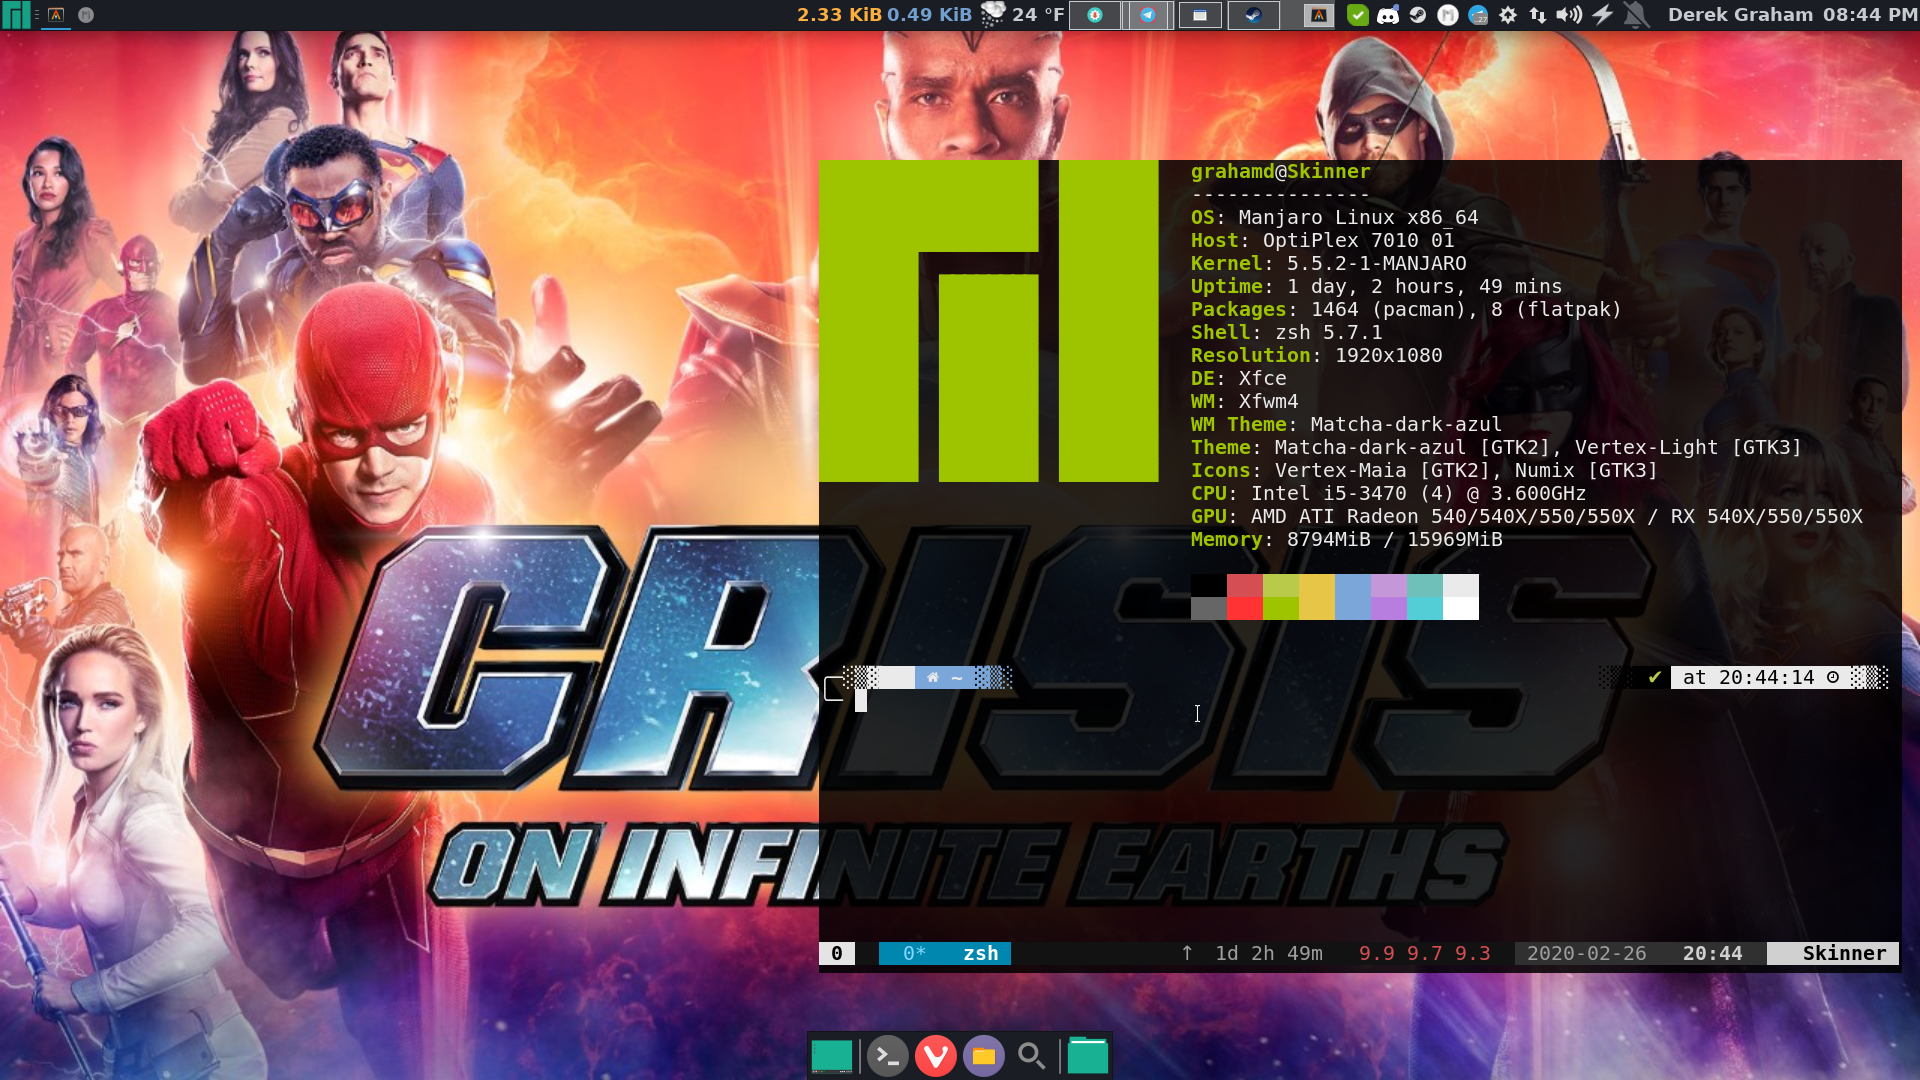 2.33 KiB 0.49 KiB 24 °F Derek Graham 08:44 PM
grahamd@Skinner
---------------
OS: Manjaro Linux x86_64
Host: OptiPlex 7010 01
Kernel: 5.5.2-1-MANJARO
Uptime: 1 day, 2 hours, 49 mins
Packages: 1464 (pacman), 8 (flatpak)
Shell: zsh 5.7.1
Resolution: 1920x1080
DE: Xfce
WM: Xfwm4
WM Theme: Matcha-dark-azul
Theme: Matcha-dark-azul [GTK2], Vertex-Light [GTK3]
Icons: Vertex-Maia [GTK2], Numix [GTK3]
CPU: Intel i5-3470 (4) @ 3.600GHz
GPU: AMD ATI Radeon 540/540X/550/550X / RX 540X/550/550X
Memory: 8794MiB / 15969MiB
~ ✔ at 20:44:14
CRISIS
ON INFINITE EARTHS
0 0* zsh ↑ 1d 2h 49m 9.9 9.7 9.3 2020-02-26 20:44 Skinner